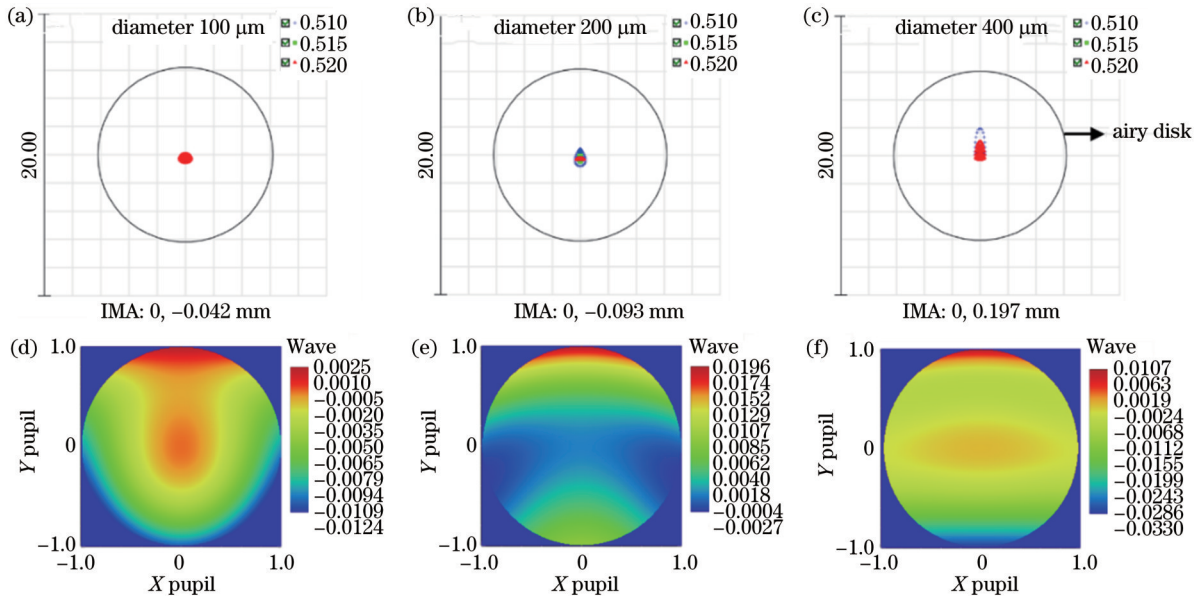 (a)
diameter 100 μm
0.510
0.515
0.520
20.00
IMA: 0, −0.042 mm
(b)
diameter 200 μm
0.510
0.515
0.520
20.00
IMA: 0, −0.093 mm
(c)
diameter 400 μm
0.510
0.515
0.520
20.00
airy disk
IMA: 0, 0.197 mm
(d)
Y pupil
1.0
0
−1.0
−1.0
0
1.0
X pupil
Wave
0.0025
0.0010
−0.0005
−0.0020
−0.0035
−0.0050
−0.0065
−0.0079
−0.0094
−0.0109
−0.0124
(e)
Y pupil
1.0
0
−1.0
−1.0
0
1.0
X pupil
Wave
0.0196
0.0174
0.0152
0.0129
0.0107
0.0085
0.0062
0.0040
0.0018
−0.0004
−0.0027
(f)
Y pupil
1.0
0
−1.0
−1.0
0
1.0
X pupil
Wave
0.0107
0.0063
0.0019
−0.0024
−0.0068
−0.0112
−0.0155
−0.0199
−0.0243
−0.0286
−0.0330